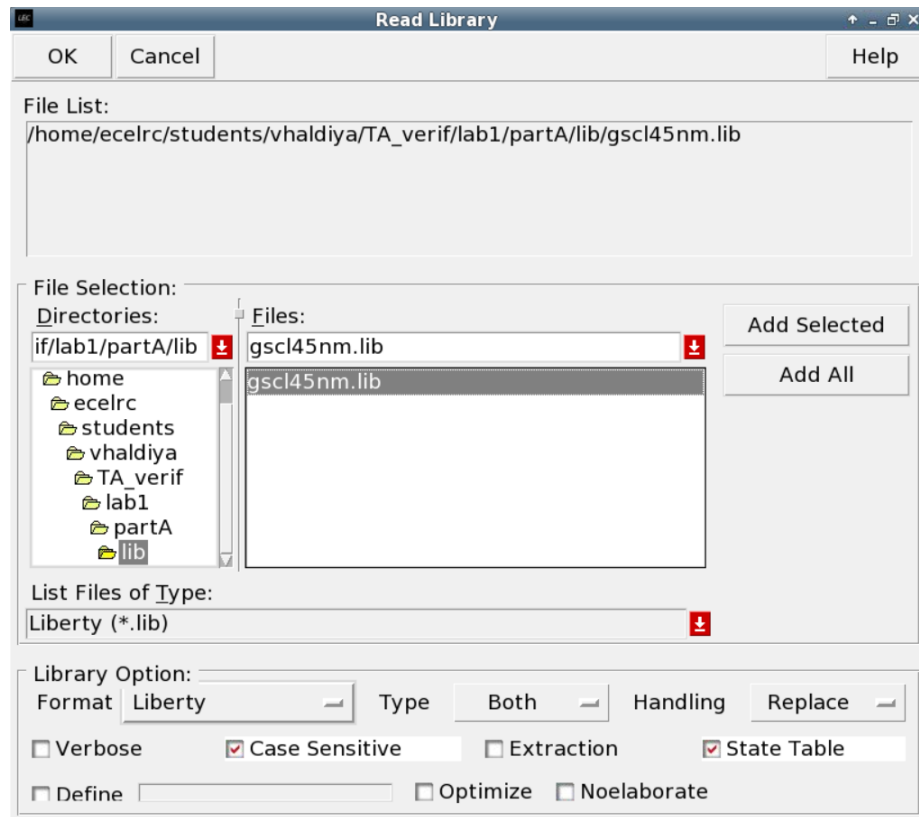 LEC
Read Library
OK Cancel Help
File List:
/home/ecelrc/students/vhaldiya/TA_verif/lab1/partA/lib/gscl45nm.lib
File Selection:
Directories:
if/lab1/partA/lib
home
ecelrc
students
vhaldiya
TA_verif
lab1
partA
lib
Files:
gscl45nm.lib
gscl45nm.lib
Add Selected
Add All
List Files of Type:
Liberty (*.lib)
Library Option:
Format Liberty Type Both Handling Replace
Verbose Case Sensitive Extraction State Table
Define Optimize Noelaborate